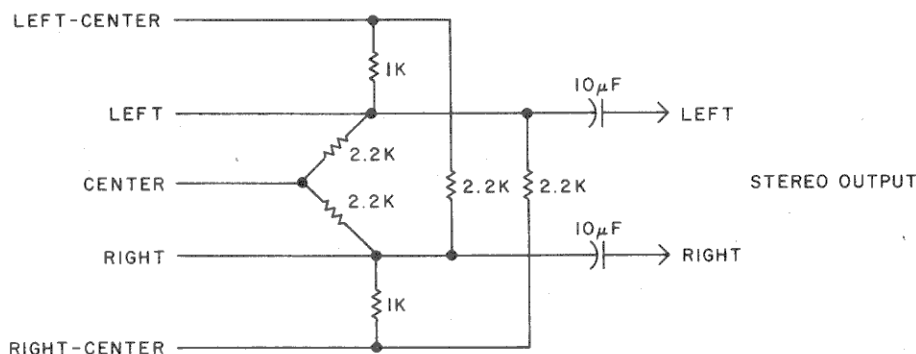 LEFT-CENTER
1K
10µF
LEFT
LEFT
2.2K
CENTER
2.2K
2.2K
2.2K
STEREO OUTPUT
10µF
RIGHT
RIGHT
1K
RIGHT-CENTER